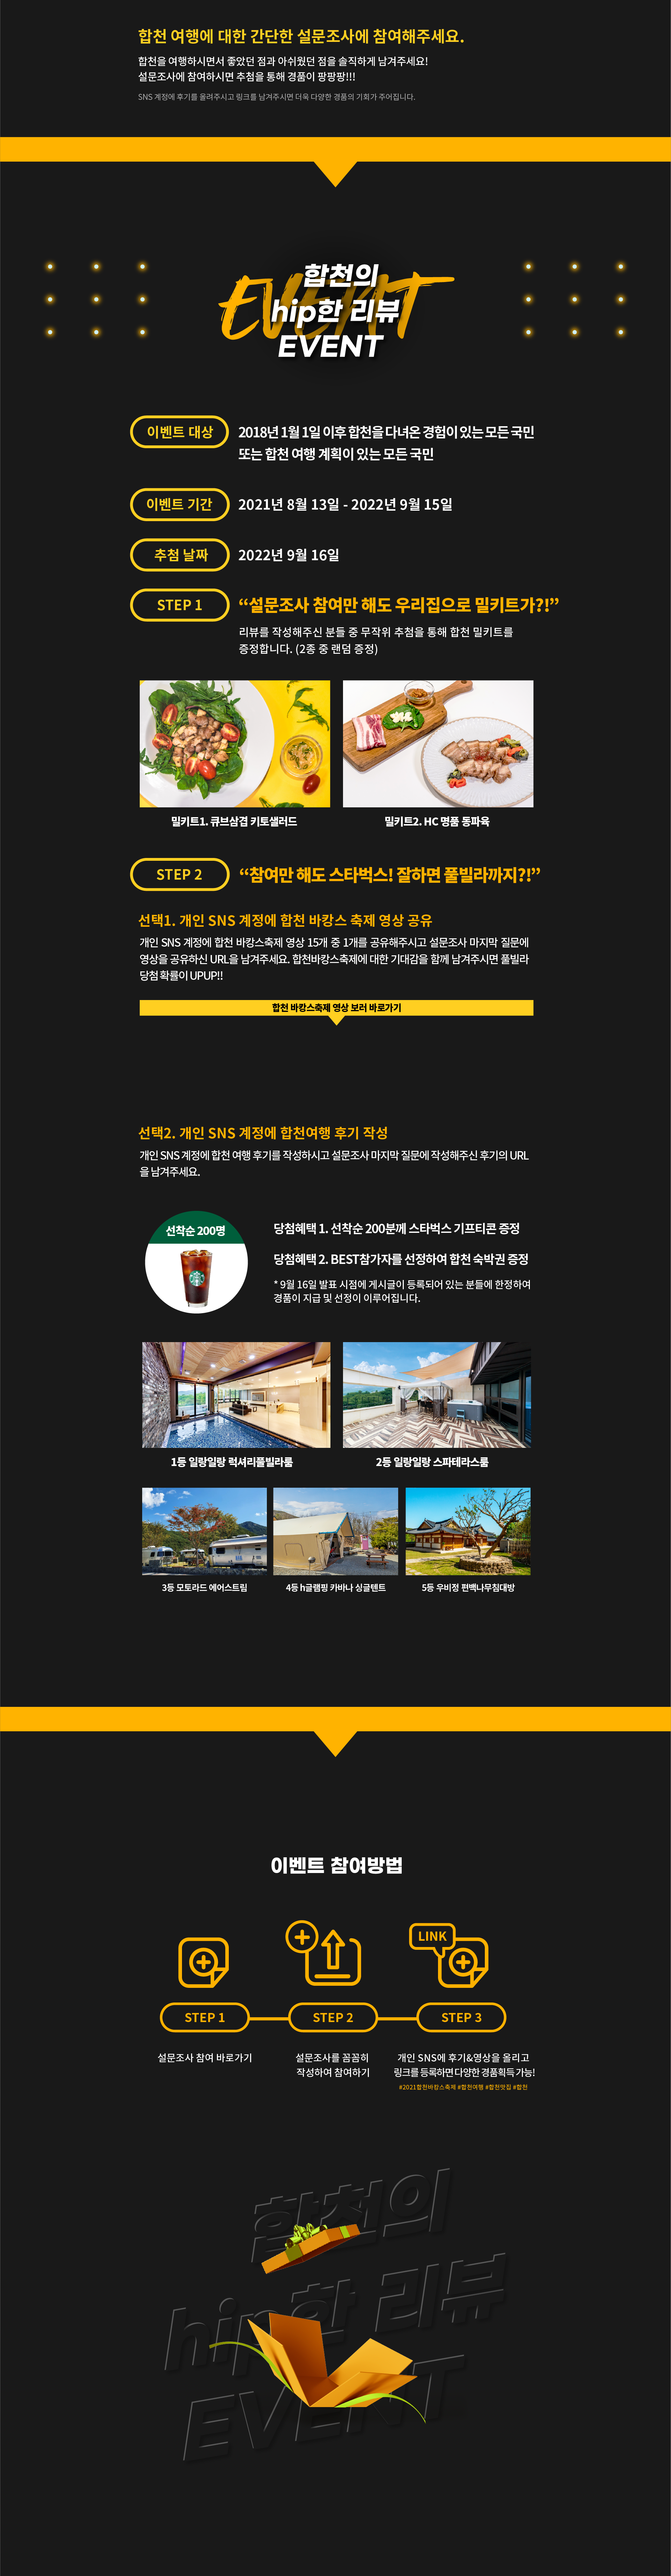 합천 여행에 대한 간단한 설문조사에 참여해주세요.
합천을 여행하시면서 좋았던 점과 아쉬웠던 점을 솔직하게 남겨주세요!
설문조사에 참여하시면 추첨을 통해 경품이 팡팡팡!!!
SNS 계정에 후기를 올려주시고 링크를 남겨주시면 더욱 다양한 경품의 기회가 주어집니다.
EVENT
합천의
hip한 리뷰
EVENT
이벤트 대상
2018년 1월 1일 이후 합천을 다녀온 경험이 있는 모든 국민
또는 합천 여행 계획이 있는 모든 국민
이벤트 기간
2021년 8월 13일 - 2022년 9월 15일
추첨 날짜
2022년 9월 16일
STEP 1
“설문조사 참여만 해도 우리집으로 밀키트가?!”
리뷰를 작성해주신 분들 중 무작위 추첨을 통해 합천 밀키트를
증정합니다. (2종 중 랜덤 증정)
밀키트1. 큐브삼겹 키토샐러드
밀키트2. HC 명품 동파육
STEP 2
“참여만 해도 스타벅스! 잘하면 풀빌라까지?!”
선택1. 개인 SNS 계정에 합천 바캉스 축제 영상 공유
개인 SNS 계정에 합천 바캉스축제 영상 15개 중 1개를 공유해주시고 설문조사 마지막 질문에
영상을 공유하신 URL을 남겨주세요. 합천바캉스축제에 대한 기대감을 함께 남겨주시면 풀빌라
당첨 확률이 UPUP!!
합천 바캉스축제 영상 보러 바로가기
선택2. 개인 SNS 계정에 합천여행 후기 작성
개인 SNS 계정에 합천 여행 후기를 작성하시고 설문조사 마지막 질문에 작성해주신 후기의 URL
을 남겨주세요.
선착순 200명
당첨혜택 1. 선착순 200분께 스타벅스 기프티콘 증정
당첨혜택 2. BEST참가자를 선정하여 합천 숙박권 증정
* 9월 16일 발표 시점에 게시글이 등록되어 있는 분들에 한정하여
경품이 지급 및 선정이 이루어집니다.
1등 일랑일랑 럭셔리풀빌라룸
2등 일랑일랑 스파테라스룸
3등 모토라드 에어스트림
4등 h글램핑 카바나 싱글텐트
5등 우비정 편백나무침대방
이벤트 참여방법
LINK
STEP 1
STEP 2
STEP 3
설문조사 참여 바로가기
설문조사를 꼼꼼히
작성하여 참여하기
개인 SNS에 후기&영상을 올리고
링크를 등록하면 다양한 경품획득 가능!
#2021합천바캉스축제 #합천여행 #합천맛집 #합천
합천의
hip한 리뷰
EVENT